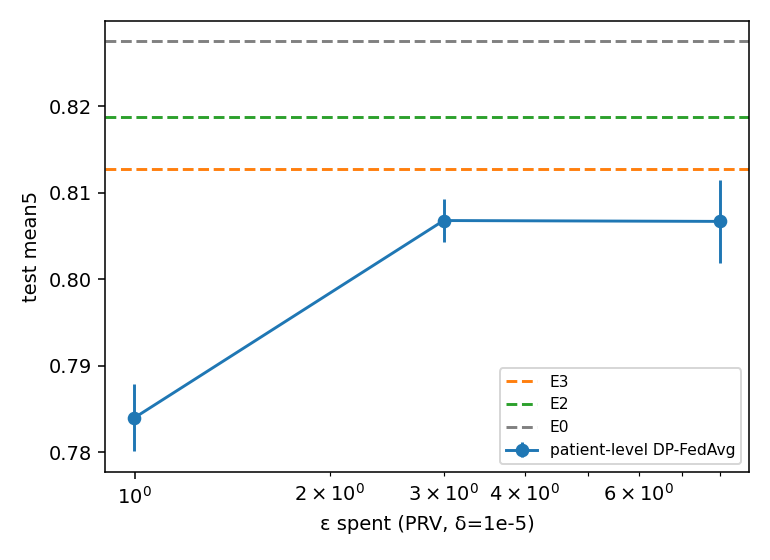 0.82
0.81
0.80
0.79
0.78
test mean5
10⁰
2 × 10⁰
3 × 10⁰
4 × 10⁰
6 × 10⁰
ε spent (PRV, δ=1e-5)
E3
E2
E0
patient-level DP-FedAvg